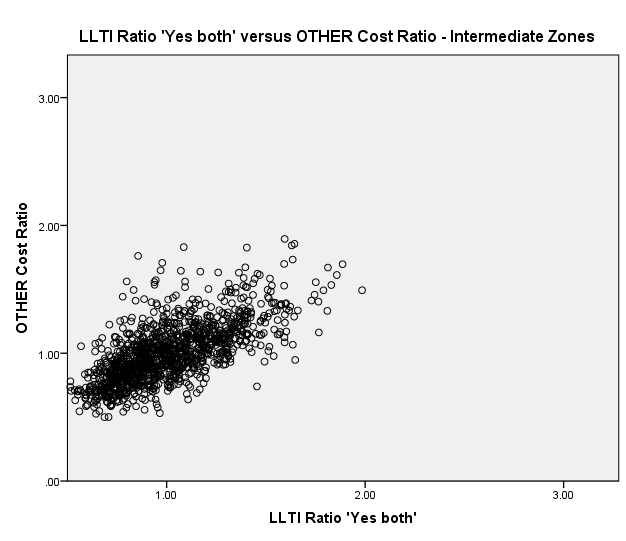 LLTI Ratio 'Yes both' versus OTHER Cost Ratio - Intermediate Zones
3.00
2.00
1.00
.00
OTHER Cost Ratio
1.00 2.00 3.00
LLTI Ratio 'Yes both'